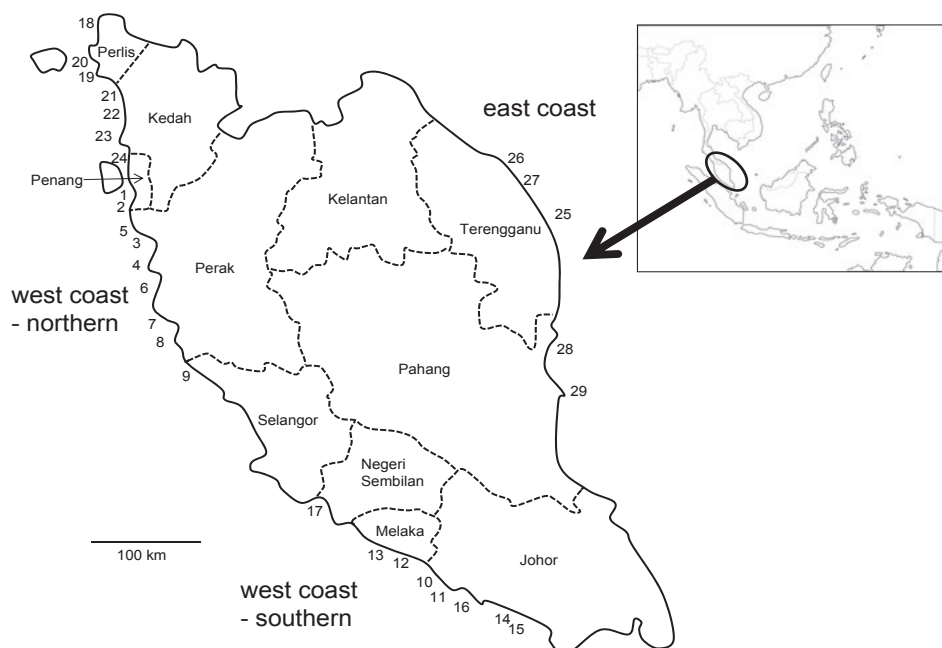 18
Perlis
20
19
21
22
Kedah
23
24
Penang
1
2
5
3
4
6
7
8
9
west coast
- northern
Perak
Kelantan
Terengganu
east coast
26
27
25
28
29
Pahang
Selangor
Negeri
Sembilan
17
Melaka
13
12
10
11
16
14
15
Johor
100 km
west coast
- southern